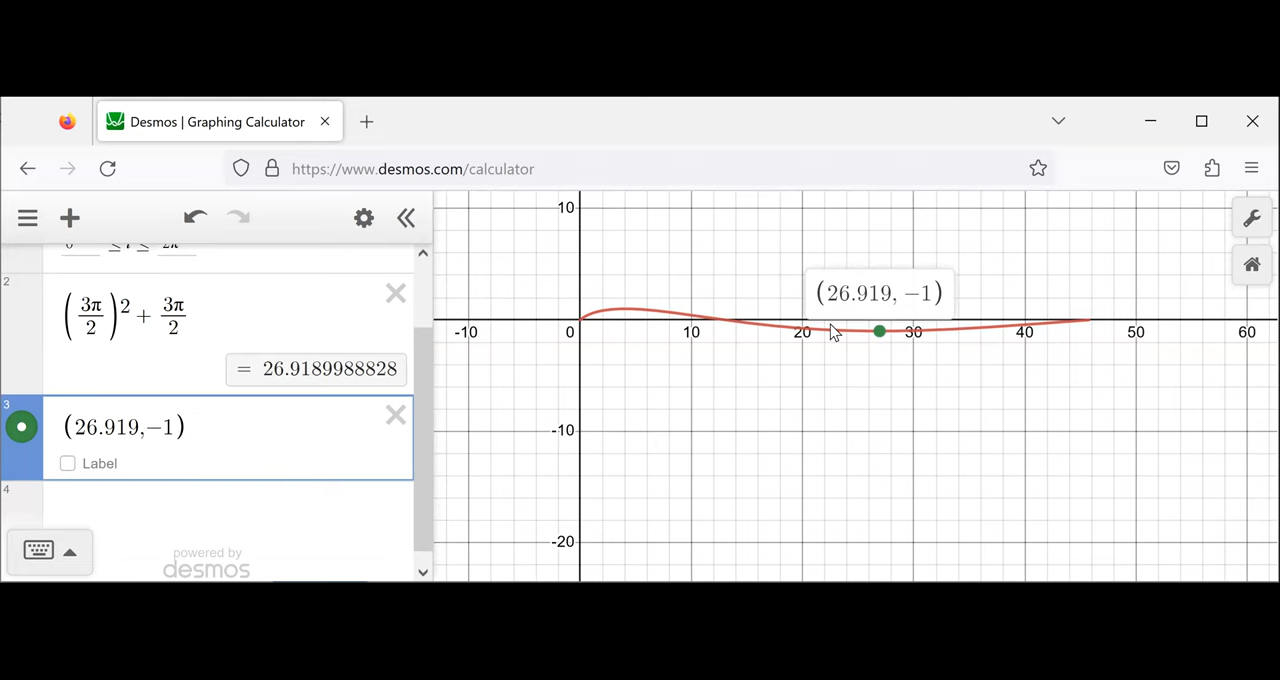 Desmos | Graphing Calculator
https://www.desmos.com/calculator
0 ≤ t ≤ 2π
2
(3π/2)2 + 3π/2
= 26.9189988828
3
(26.919,−1)
Label
4
powered by
desmos
10
(26.919, −1)
-10 0 10 20 30 40 50 60
-10
-20